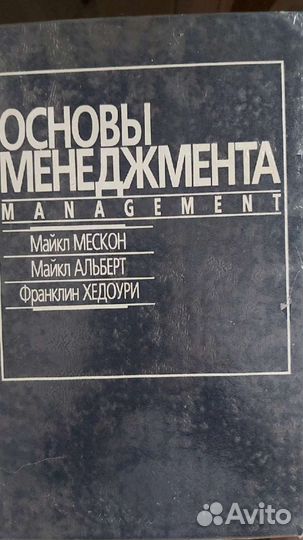 ОСНОВЫ
МЕНЕДЖМЕНТА
MANAGEMENT
Майкл МЕСКОН
Майкл АЛЬБЕРТ
Франклин ХЕДОУРИ
Avito